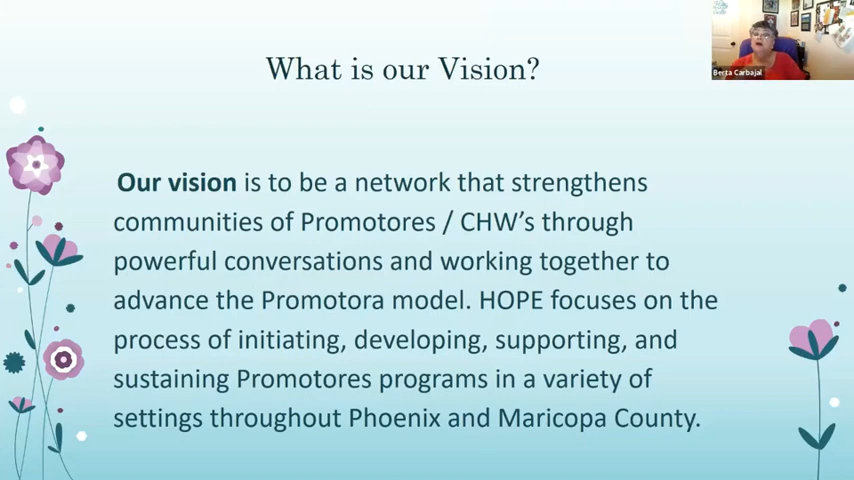 What is our Vision?
Berta Carbajal
Our vision is to be a network that strengthens
communities of Promotores / CHW’s through
powerful conversations and working together to
advance the Promotora model. HOPE focuses on the
process of initiating, developing, supporting, and
sustaining Promotores programs in a variety of
settings throughout Phoenix and Maricopa County.